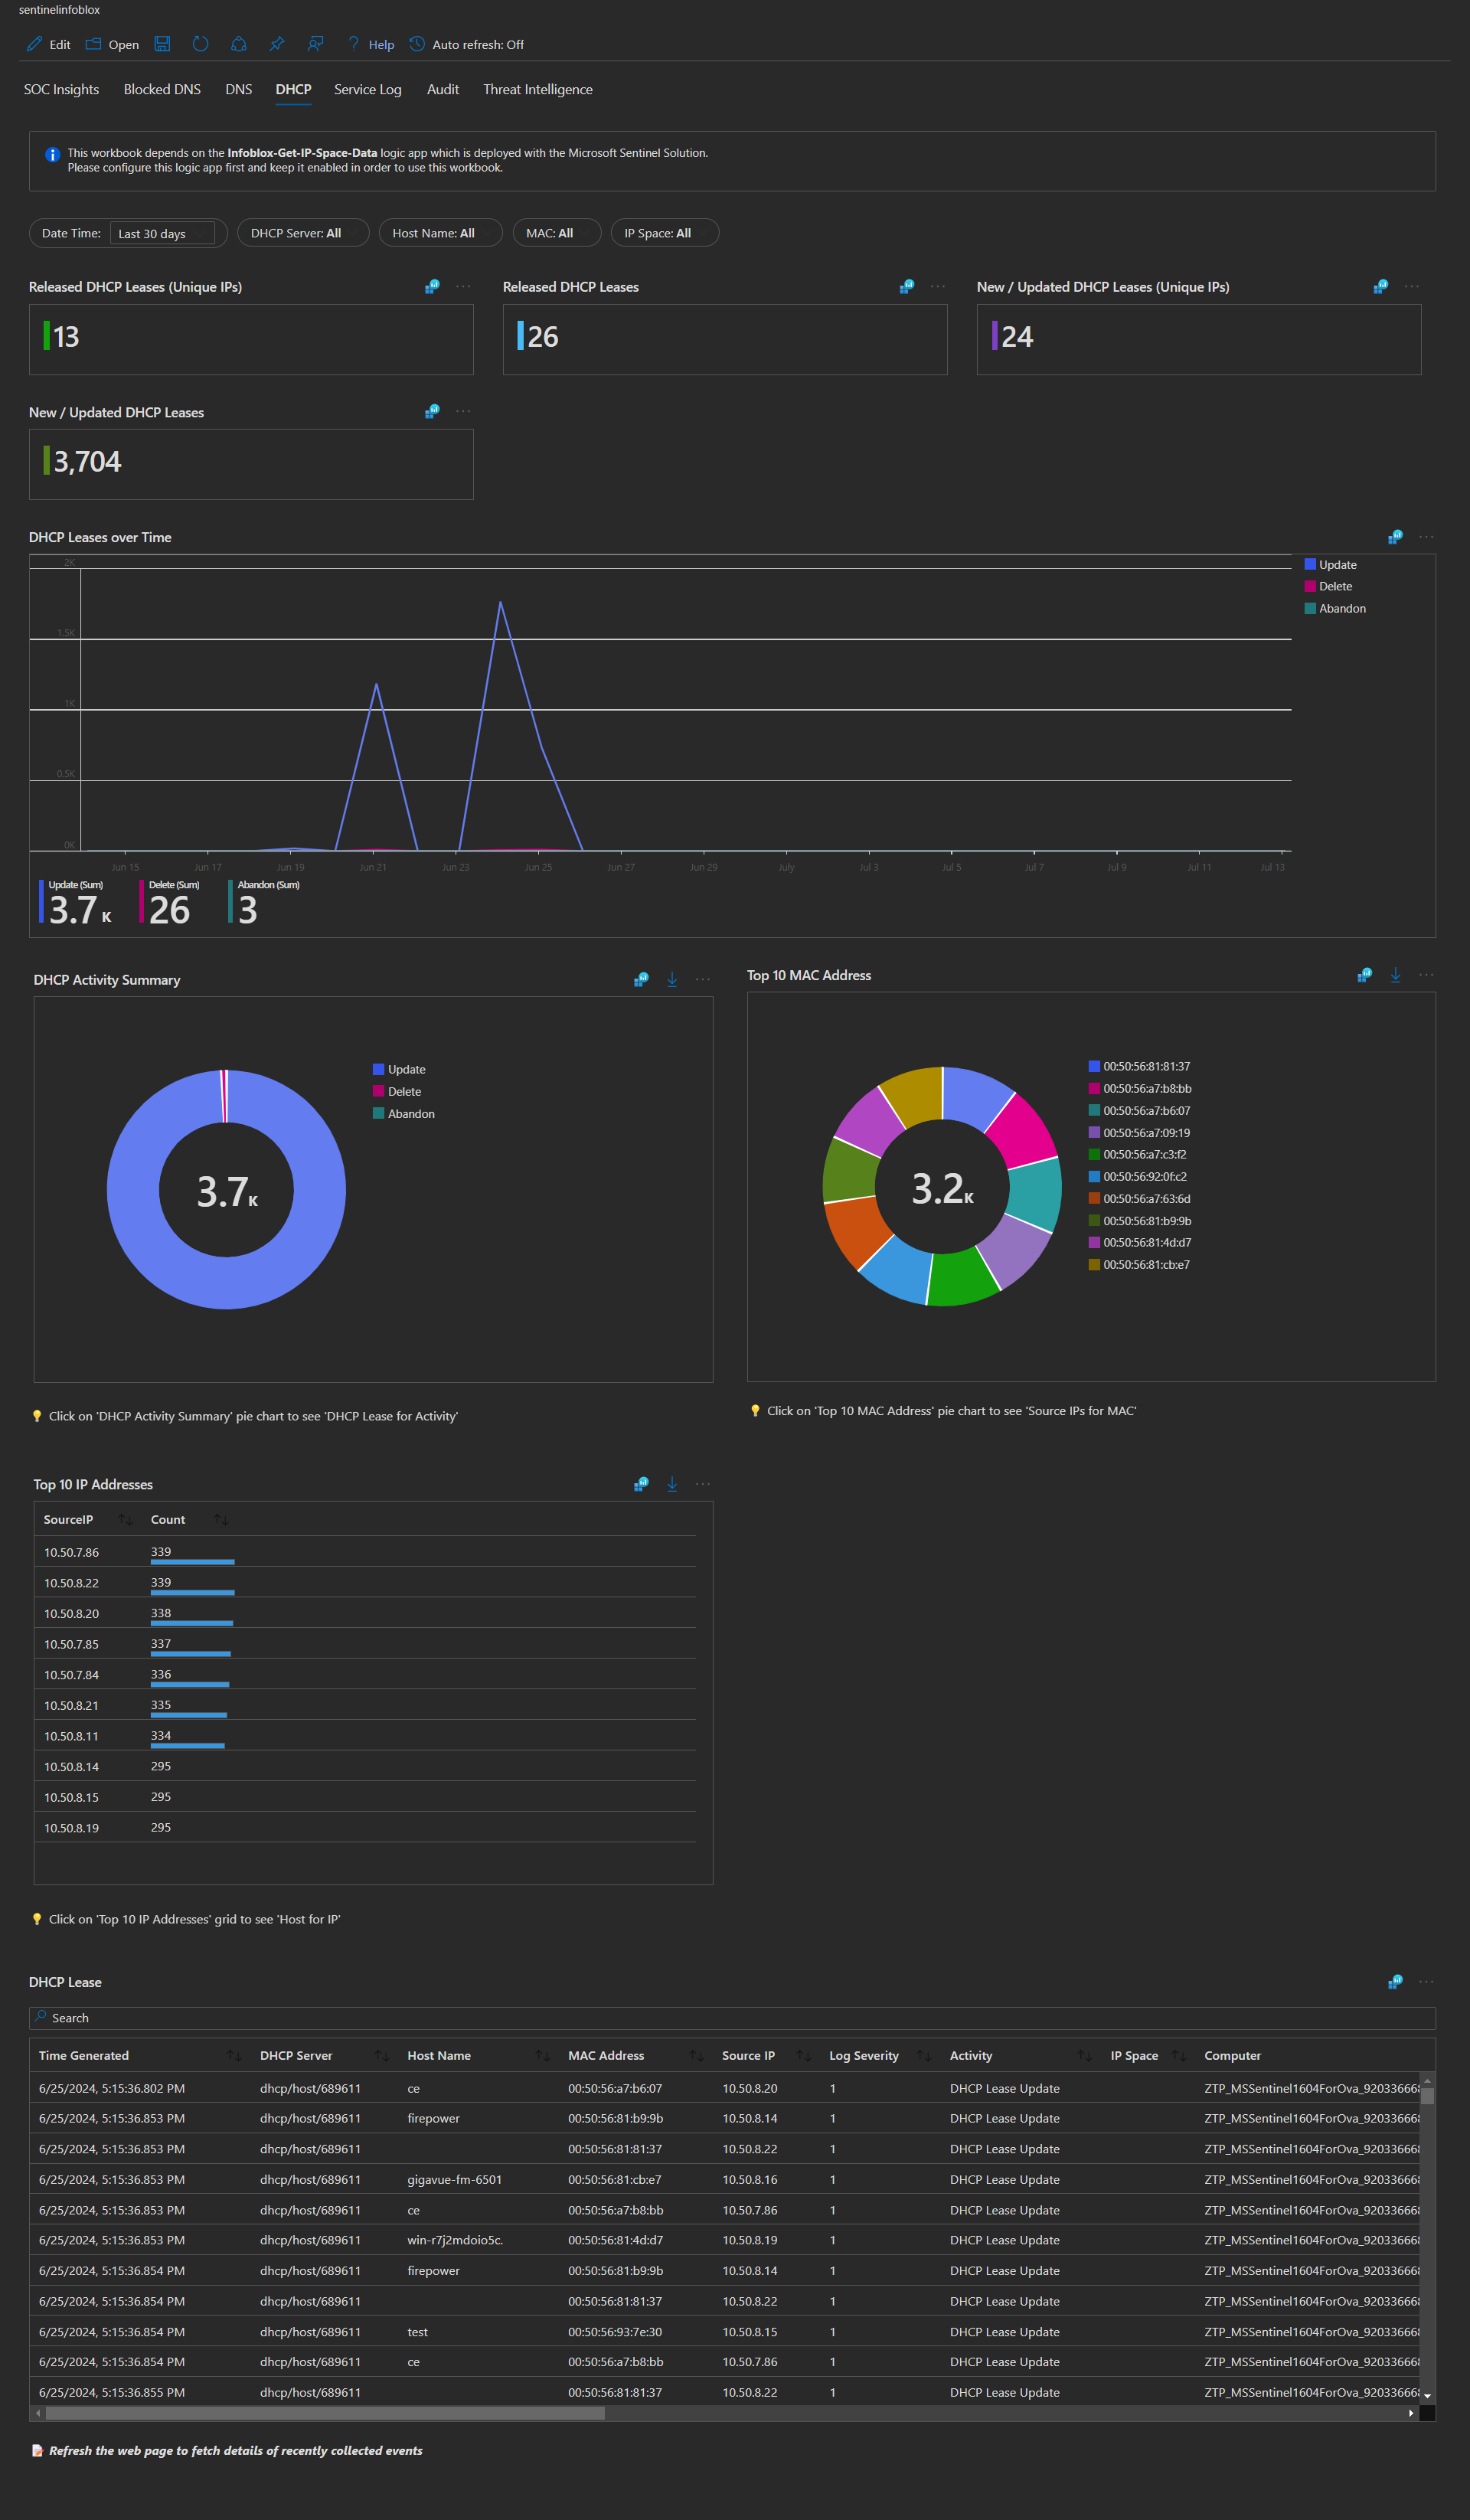 sentinelinfoblox
Edit Open Help Auto refresh: Off
SOC Insights Blocked DNS DNS DHCP Service Log Audit Threat Intelligence
This workbook depends on the Infoblox-Get-IP-Space-Data logic app which is deployed with the Microsoft Sentinel Solution.
Please configure this logic app first and keep it enabled in order to use this workbook.
Date Time: Last 30 days DHCP Server: All Host Name: All MAC: All IP Space: All
Released DHCP Leases (Unique IPs) Released DHCP Leases New / Updated DHCP Leases (Unique IPs)
13 26 24
New / Updated DHCP Leases
3,704
DHCP Leases over Time
2K
1.5K
1K
0.5K
0K
Jun 15 Jun 17 Jun 19 Jun 21 Jun 23 Jun 25 Jun 27 Jun 29 July Jul 3 Jul 5 Jul 7 Jul 9 Jul 11 Jul 13
Update
Delete
Abandon
Update (Sum) Delete (Sum) Abandon (Sum)
3.7 K 26 3
DHCP Activity Summary
Update
Delete
Abandon
3.7K
Click on 'DHCP Activity Summary' pie chart to see 'DHCP Lease for Activity'
Top 10 MAC Address
00:50:56:81:81:37
00:50:56:a7:b8:bb
00:50:56:a7:b6:07
00:50:56:a7:09:19
00:50:56:a7:c3:f2
00:50:56:92:0f:c2
00:50:56:a7:63:6d
00:50:56:81:b9:9b
00:50:56:81:4d:d7
00:50:56:81:cb:e7
3.2K
Click on 'Top 10 MAC Address' pie chart to see 'Source IPs for MAC'
Top 10 IP Addresses
SourceIP Count
10.50.7.86 339
10.50.8.22 339
10.50.8.20 338
10.50.7.85 337
10.50.7.84 336
10.50.8.21 335
10.50.8.11 334
10.50.8.14 295
10.50.8.15 295
10.50.8.19 295
Click on 'Top 10 IP Addresses' grid to see 'Host for IP'
DHCP Lease
Search
Time Generated DHCP Server Host Name MAC Address Source IP Log Severity Activity IP Space Computer
6/25/2024, 5:15:36.802 PM dhcp/host/689611 ce 00:50:56:a7:b6:07 10.50.8.20 1 DHCP Lease Update ZTP_MSSentinel1604ForOva_920336668
6/25/2024, 5:15:36.853 PM dhcp/host/689611 firepower 00:50:56:81:b9:9b 10.50.8.14 1 DHCP Lease Update ZTP_MSSentinel1604ForOva_920336668
6/25/2024, 5:15:36.853 PM dhcp/host/689611 00:50:56:81:81:37 10.50.8.22 1 DHCP Lease Update ZTP_MSSentinel1604ForOva_920336668
6/25/2024, 5:15:36.853 PM dhcp/host/689611 gigavue-fm-6501 00:50:56:81:cb:e7 10.50.8.16 1 DHCP Lease Update ZTP_MSSentinel1604ForOva_920336668
6/25/2024, 5:15:36.853 PM dhcp/host/689611 ce 00:50:56:a7:b8:bb 10.50.7.86 1 DHCP Lease Update ZTP_MSSentinel1604ForOva_920336668
6/25/2024, 5:15:36.853 PM dhcp/host/689611 win-r7j2mdoio5c. 00:50:56:81:4d:d7 10.50.8.19 1 DHCP Lease Update ZTP_MSSentinel1604ForOva_920336668
6/25/2024, 5:15:36.854 PM dhcp/host/689611 firepower 00:50:56:81:b9:9b 10.50.8.14 1 DHCP Lease Update ZTP_MSSentinel1604ForOva_920336668
6/25/2024, 5:15:36.854 PM dhcp/host/689611 00:50:56:81:81:37 10.50.8.22 1 DHCP Lease Update ZTP_MSSentinel1604ForOva_920336668
6/25/2024, 5:15:36.854 PM dhcp/host/689611 test 00:50:56:93:7e:30 10.50.8.15 1 DHCP Lease Update ZTP_MSSentinel1604ForOva_920336668
6/25/2024, 5:15:36.854 PM dhcp/host/689611 ce 00:50:56:a7:b8:bb 10.50.7.86 1 DHCP Lease Update ZTP_MSSentinel1604ForOva_920336668
6/25/2024, 5:15:36.855 PM dhcp/host/689611 00:50:56:81:81:37 10.50.8.22 1 DHCP Lease Update ZTP_MSSentinel1604ForOva_920336668
Refresh the web page to fetch details of recently collected events